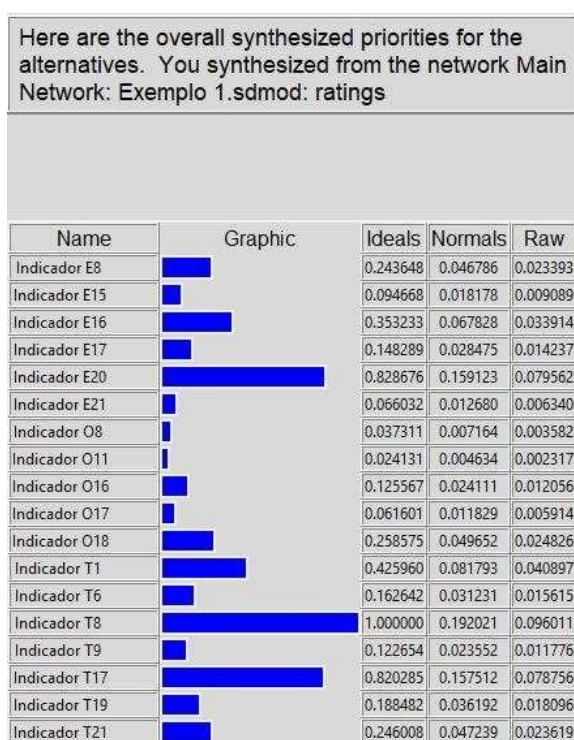 Here are the overall synthesized priorities for the
alternatives. You synthesized from the network Main
Network: Exemplo 1.sdmod: ratings
Name Graphic Ideals Normals Raw
Indicador E8 0.243648 0.046786 0.023393
Indicador E15 0.094668 0.018178 0.009089
Indicador E16 0.353233 0.067828 0.033914
Indicador E17 0.148289 0.028475 0.014237
Indicador E20 0.828676 0.159123 0.079562
Indicador E21 0.066032 0.012680 0.006340
Indicador O8 0.037311 0.007164 0.003582
Indicador O11 0.024131 0.004634 0.002317
Indicador O16 0.125567 0.024111 0.012056
Indicador O17 0.061601 0.011829 0.005914
Indicador O18 0.258575 0.049652 0.024826
Indicador T1 0.425960 0.081793 0.040897
Indicador T6 0.162642 0.031231 0.015615
Indicador T8 1.000000 0.192021 0.096011
Indicador T9 0.122654 0.023552 0.011776
Indicador T17 0.820285 0.157512 0.078756
Indicador T19 0.188482 0.036192 0.018096
Indicador T21 0.246008 0.047239 0.023619